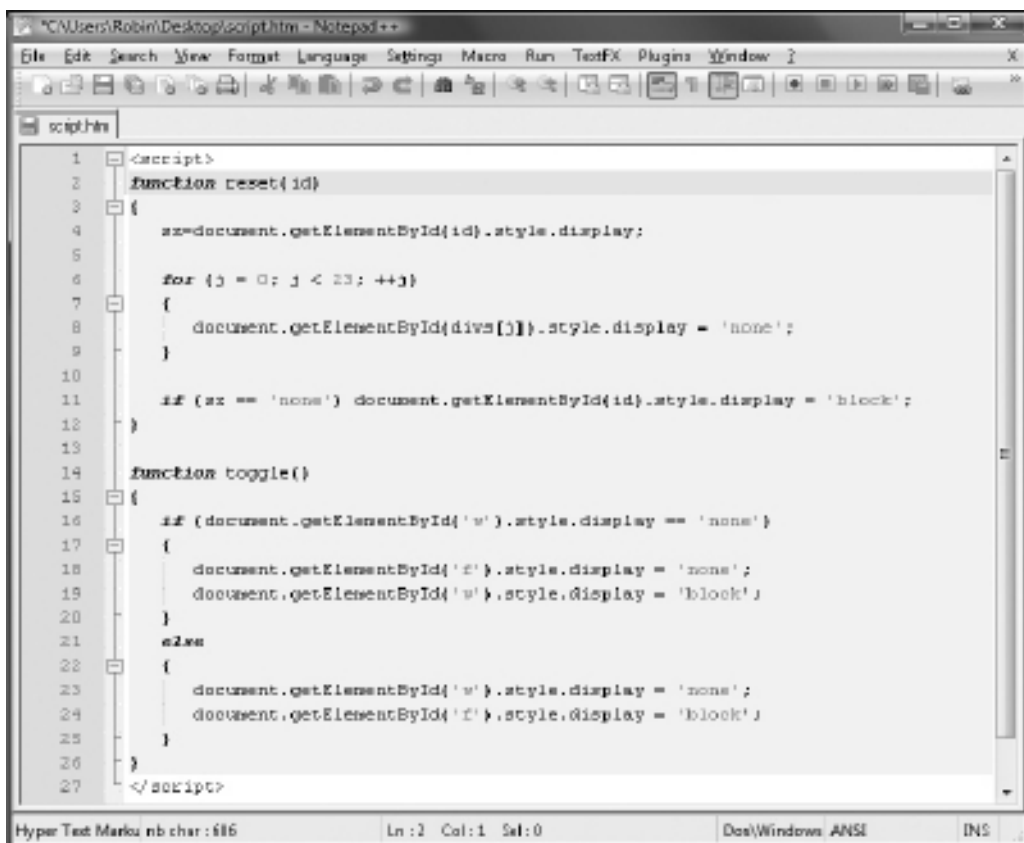 *C:\Users\Robin\Desktop\script.htm - Notepad++
File Edit Search View Format Language Settings Macro Run TextFX Plugins Window ? X
script.htm
1 <script>
2 function reset(id)
3 {
4 sz=document.getElementById(id).style.display;
5
6 for (j = 0; j < 23; ++j)
7 {
8 document.getElementById(divs[j]).style.display = 'none';
9 }
10
11 if (sz == 'none') document.getElementById(id).style.display = 'block';
12 }
13
14 function toggle()
15 {
16 if (document.getElementById('w').style.display == 'none')
17 {
18 document.getElementById('f').style.display = 'none';
19 document.getElementById('w').style.display = 'block';
20 }
21 else
22 {
23 document.getElementById('w').style.display = 'none';
24 document.getElementById('f').style.display = 'block';
25 }
26 }
27 </script>
Hyper Text Marku nb char : 616 Ln : 2 Col : 1 Sel : 0 Dos\Windows ANSI INS